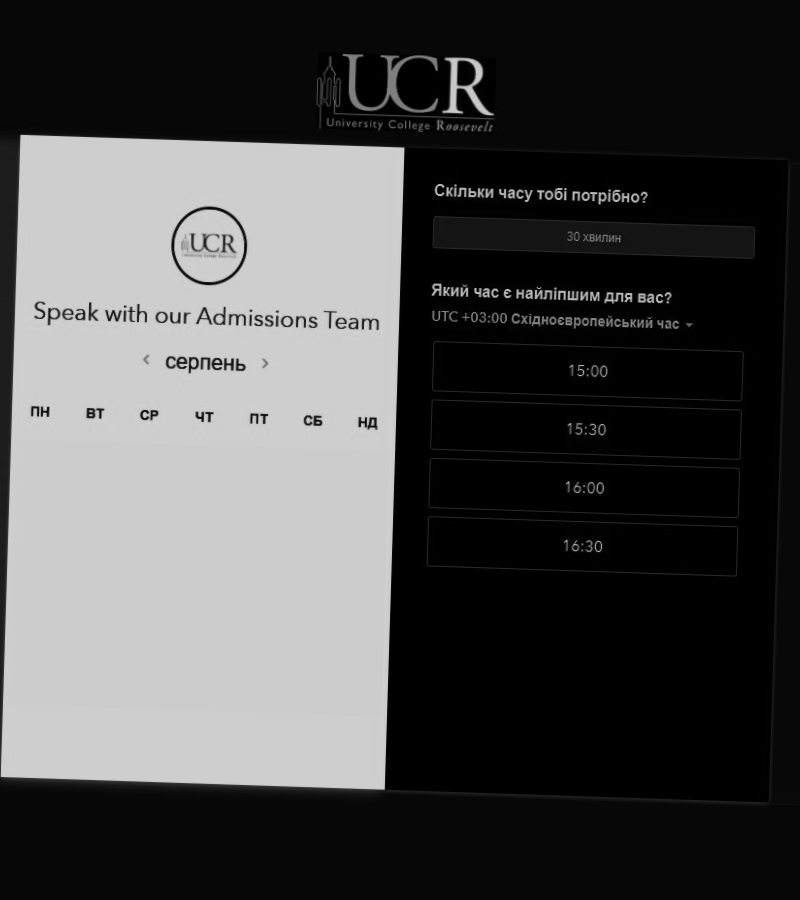 UCR
University College Roosevelt
UCR
Speak with our Admissions Team
серпень
ПН ВТ СР ЧТ ПТ СБ НД
Скільки часу тобі потрібно?
30 хвилин
Який час є найліпшим для вас?
UTC +03:00 Східноєвропейський час
15:00
15:30
16:00
16:30